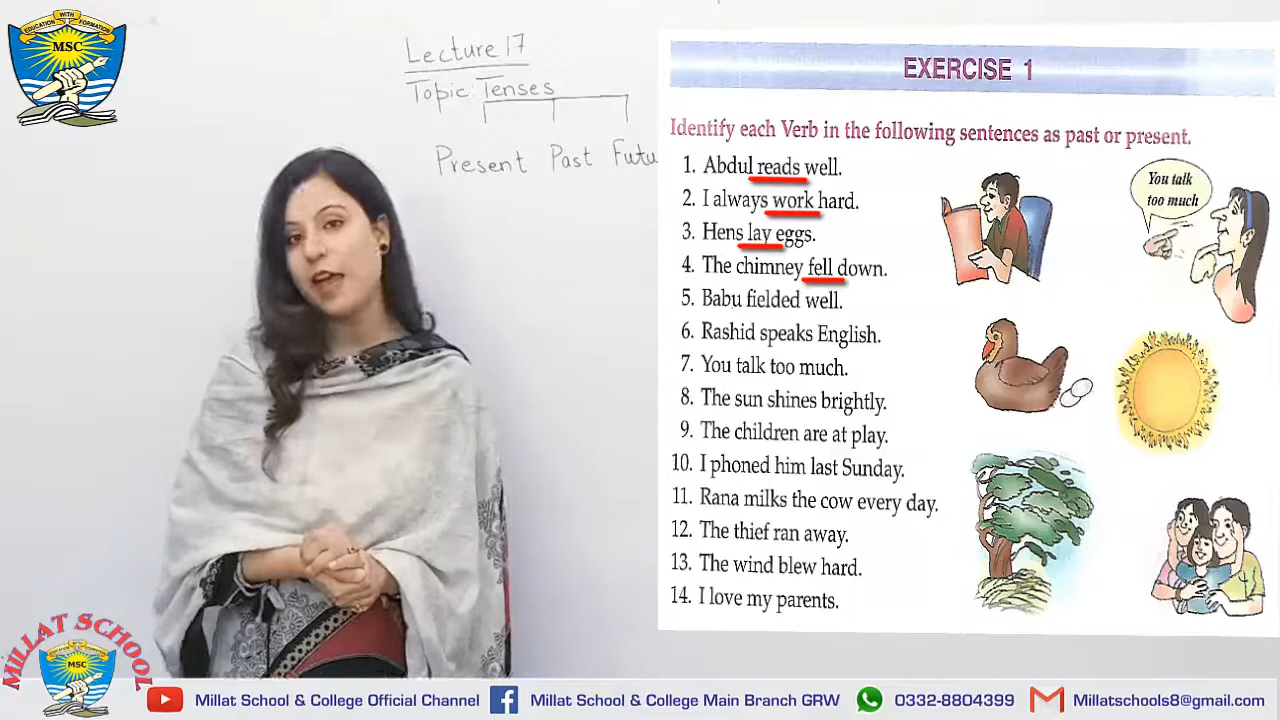 EDUCATION WITH FORMATION
MSC
Lecture 17
Topic: Tenses
Present Past Futu
EXERCISE 1
Identify each Verb in the following sentences as past or present.
1. Abdul reads well.
2. I always work hard.
3. Hens lay eggs.
4. The chimney fell down.
5. Babu fielded well.
6. Rashid speaks English.
7. You talk too much.
8. The sun shines brightly.
9. The children are at play.
10. I phoned him last Sunday.
11. Rana milks the cow every day.
12. The thief ran away.
13. The wind blew hard.
14. I love my parents.
You talk
too much
MILLAT SCHOOL
MSC
Millat School & College Official Channel
Millat School & College Main Branch GRW
0332-8804399
Millatschools8@gmail.com